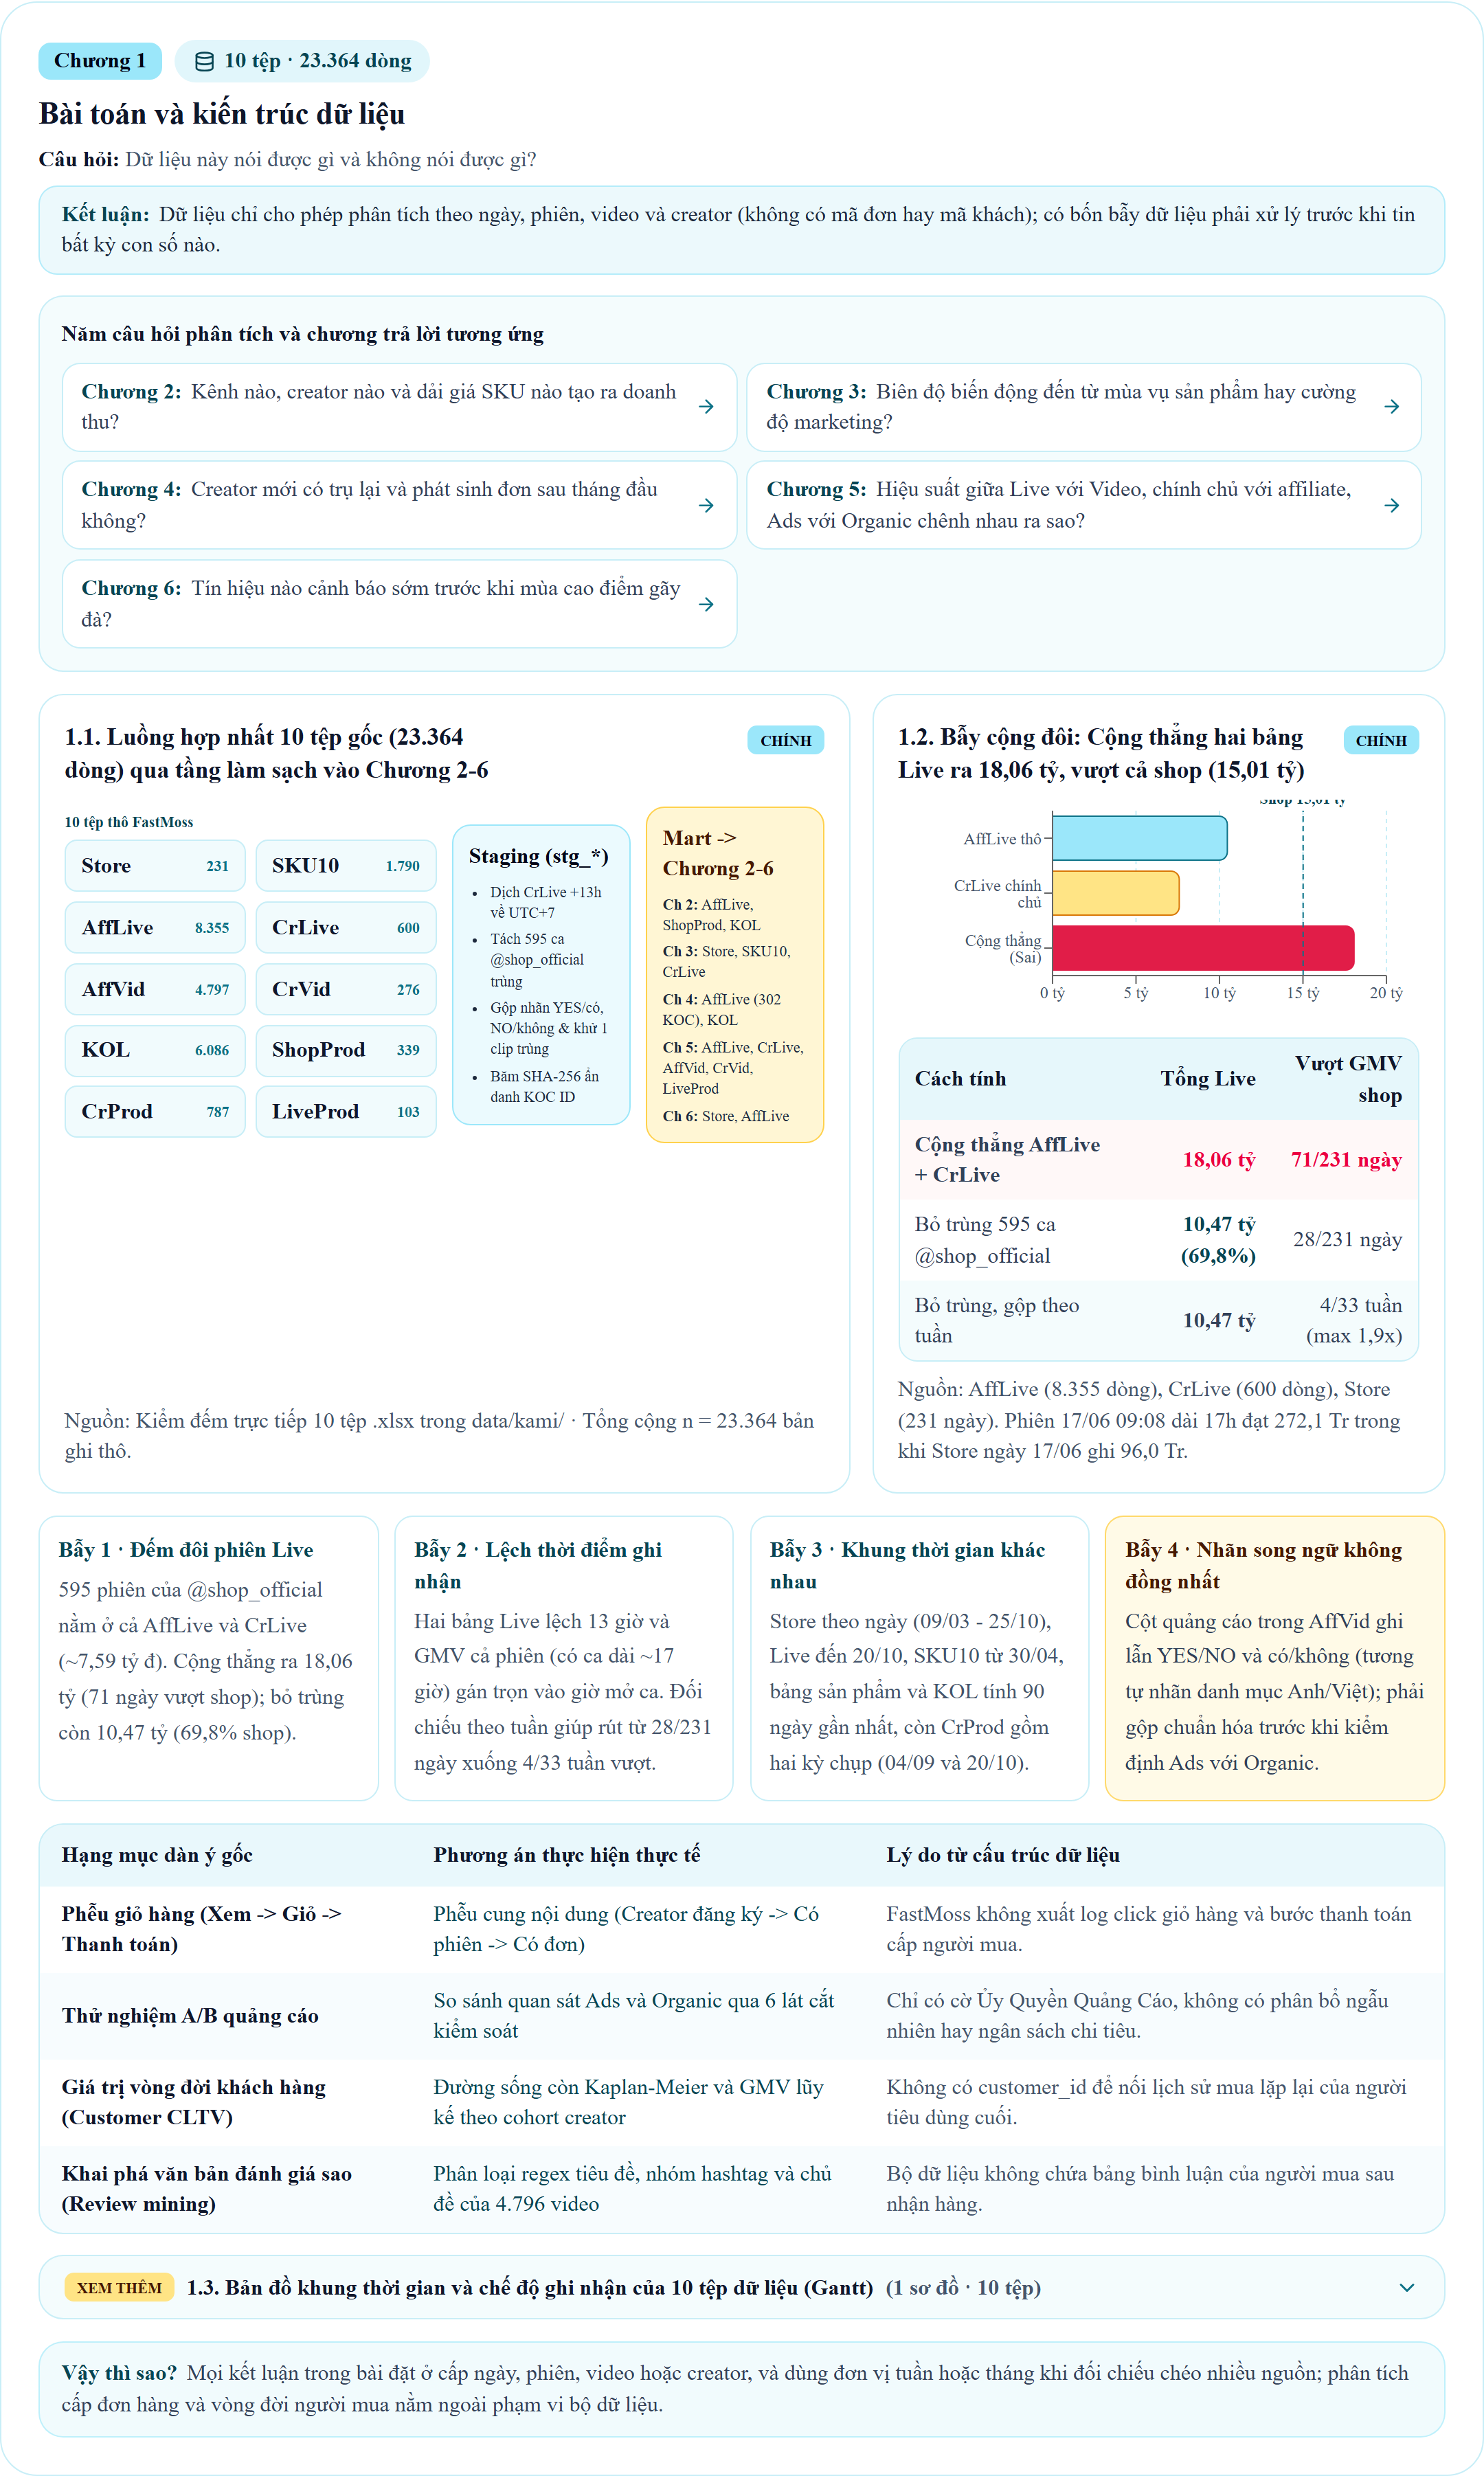 Chương 1
10 tệp · 23.364 dòng
Bài toán và kiến trúc dữ liệu
Câu hỏi: Dữ liệu này nói được gì và không nói được gì?
Kết luận: Dữ liệu chỉ cho phép phân tích theo ngày, phiên, video và creator (không có mã đơn hay mã khách); có bốn bẫy dữ liệu phải xử lý trước khi tin
bất kỳ con số nào.
Năm câu hỏi phân tích và chương trả lời tương ứng
Chương 2: Kênh nào, creator nào và dải giá SKU nào tạo ra doanh
thu?
Chương 3: Biên độ biến động đến từ mùa vụ sản phẩm hay cường
độ marketing?
Chương 4: Creator mới có trụ lại và phát sinh đơn sau tháng đầu
không?
Chương 5: Hiệu suất giữa Live với Video, chính chủ với affiliate,
Ads với Organic chênh nhau ra sao?
Chương 6: Tín hiệu nào cảnh báo sớm trước khi mùa cao điểm gãy
đà?
1.1. Luồng hợp nhất 10 tệp gốc (23.364
dòng) qua tầng làm sạch vào Chương 2-6
CHÍNH
10 tệp thô FastMoss
Store 231
SKU10 1.790
AffLive 8.355
CrLive 600
AffVid 4.797
CrVid 276
KOL 6.086
ShopProd 339
CrProd 787
LiveProd 103
Staging (stg_*)
• Dịch CrLive +13h
về UTC+7
• Tách 595 ca
@shop_official
trùng
• Gộp nhãn YES/có,
NO/không & khử 1
clip trùng
• Băm SHA-256 ẩn
danh KOC ID
Mart ->
Chương 2-6
Ch 2: AffLive,
ShopProd, KOL
Ch 3: Store, SKU10,
CrLive
Ch 4: AffLive (302
KOC), KOL
Ch 5: AffLive, CrLive,
AffVid, CrVid,
LiveProd
Ch 6: Store, AffLive
Nguồn: Kiểm đếm trực tiếp 10 tệp .xlsx trong data/kami/ · Tổng cộng n = 23.364 bản
ghi thô.
1.2. Bẫy cộng đôi: Cộng thẳng hai bảng
Live ra 18,06 tỷ, vượt cả shop (15,01 tỷ)
CHÍNH
Shop 15,01 tỷ
AffLive thô
CrLive chính
chủ
Cộng thẳng
(Sai)
0 tỷ 5 tỷ 10 tỷ 15 tỷ 20 tỷ
Cách tính
Tổng Live
Vượt GMV
shop
Cộng thẳng AffLive
+ CrLive
18,06 tỷ
71/231 ngày
Bỏ trùng 595 ca
@shop_official
10,47 tỷ
(69,8%)
28/231 ngày
Bỏ trùng, gộp theo
tuần
10,47 tỷ
4/33 tuần
(max 1,9x)
Nguồn: AffLive (8.355 dòng), CrLive (600 dòng), Store
(231 ngày). Phiên 17/06 09:08 dài 17h đạt 272,1 Tr trong
khi Store ngày 17/06 ghi 96,0 Tr.
Bẫy 1 · Đếm đôi phiên Live
595 phiên của @shop_official
nằm ở cả AffLive và CrLive
(~7,59 tỷ đ). Cộng thẳng ra 18,06
tỷ (71 ngày vượt shop); bỏ trùng
còn 10,47 tỷ (69,8% shop).
Bẫy 2 · Lệch thời điểm ghi
nhận
Hai bảng Live lệch 13 giờ và
GMV cả phiên (có ca dài ~17
giờ) gán trọn vào giờ mở ca. Đối
chiếu theo tuần giúp rút từ 28/231
ngày xuống 4/33 tuần vượt.
Bẫy 3 · Khung thời gian khác
nhau
Store theo ngày (09/03 - 25/10),
Live đến 20/10, SKU10 từ 30/04,
bảng sản phẩm và KOL tính 90
ngày gần nhất, còn CrProd gồm
hai kỳ chụp (04/09 và 20/10).
Bẫy 4 · Nhãn song ngữ không
đồng nhất
Cột quảng cáo trong AffVid ghi
lẫn YES/NO và có/không (tương
tự nhãn danh mục Anh/Việt); phải
gộp chuẩn hóa trước khi kiểm
định Ads với Organic.
Hạng mục dàn ý gốc
Phương án thực hiện thực tế
Lý do từ cấu trúc dữ liệu
Phễu giỏ hàng (Xem -> Giỏ ->
Thanh toán)
Phễu cung nội dung (Creator đăng ký -> Có
phiên -> Có đơn)
FastMoss không xuất log click giỏ hàng và bước thanh toán
cấp người mua.
Thử nghiệm A/B quảng cáo
So sánh quan sát Ads và Organic qua 6 lát cắt
kiểm soát
Chỉ có cờ Ủy Quyền Quảng Cáo, không có phân bổ ngẫu
nhiên hay ngân sách chi tiêu.
Giá trị vòng đời khách hàng
(Customer CLTV)
Đường sống còn Kaplan-Meier và GMV lũy
kế theo cohort creator
Không có customer_id để nối lịch sử mua lặp lại của người
tiêu dùng cuối.
Khai phá văn bản đánh giá sao
(Review mining)
Phân loại regex tiêu đề, nhóm hashtag và chủ
đề của 4.796 video
Bộ dữ liệu không chứa bảng bình luận của người mua sau
nhận hàng.
XEM THÊM
1.3. Bản đồ khung thời gian và chế độ ghi nhận của 10 tệp dữ liệu (Gantt) (1 sơ đồ · 10 tệp)
Vậy thì sao? Mọi kết luận trong bài đặt ở cấp ngày, phiên, video hoặc creator, và dùng đơn vị tuần hoặc tháng khi đối chiếu chéo nhiều nguồn; phân tích
cấp đơn hàng và vòng đời người mua nằm ngoài phạm vi bộ dữ liệu.